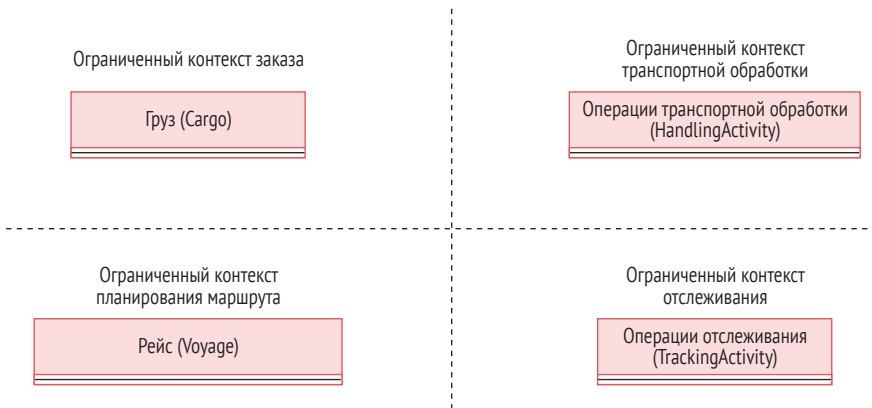 Ограниченный контекст заказа
Груз (Cargo)
Ограниченный контекст
транспортной обработки
Операции транспортной обработки
(HandlingActivity)
Ограниченный контекст
планирования маршрута
Рейс (Voyage)
Ограниченный контекст
отслеживания
Операции отслеживания
(TrackingActivity)